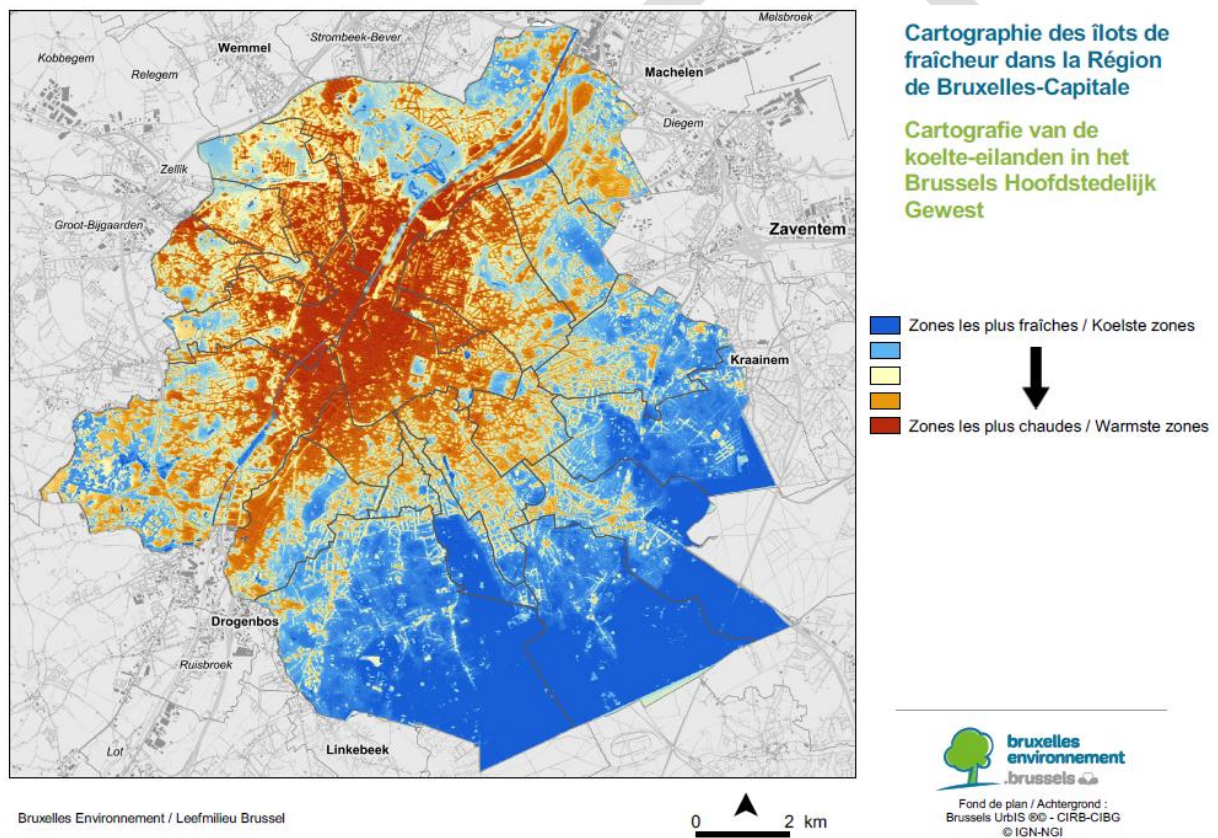 Cartographie des îlots de
fraîcheur dans la Région
de Bruxelles-Capitale
Cartografie van de
koelte-eilanden in het
Brussels Hoofdstedelijk
Gewest
Melsbroek
Strombeek-Bever
Wemmel
Kobbegem
Relegem
Machelen
Diegem
Zellik
Groot-Bijgaarden
Zaventem
Kraainem
Drogenbos
Ruisbroek
Lot
Linkebeek
Zones les plus fraîches / Koelste zones
Zones les plus chaudes / Warmste zones
bruxelles
environnement
.brussels
Fond de plan / Achtergrond :
Brussels UrbIS ®© - CIRB-CIBG
© IGN-NGI
Bruxelles Environnement / Leefmilieu Brussel
0 2 km